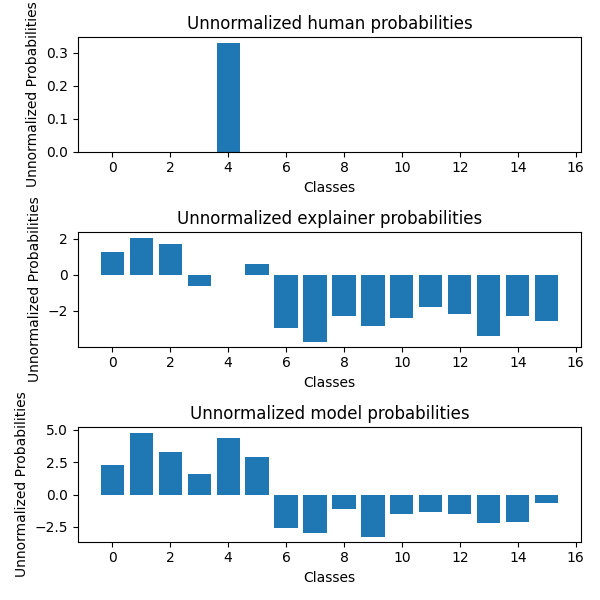 Unnormalized human probabilities
Unnormalized Probabilities
0.3
0.2
0.1
0.0
0 2 4 6 8 10 12 14 16
Classes
Unnormalized explainer probabilities
Unnormalized Probabilities
2
0
−2
0 2 4 6 8 10 12 14 16
Classes
Unnormalized model probabilities
Unnormalized Probabilities
5.0
2.5
0.0
−2.5
0 2 4 6 8 10 12 14 16
Classes